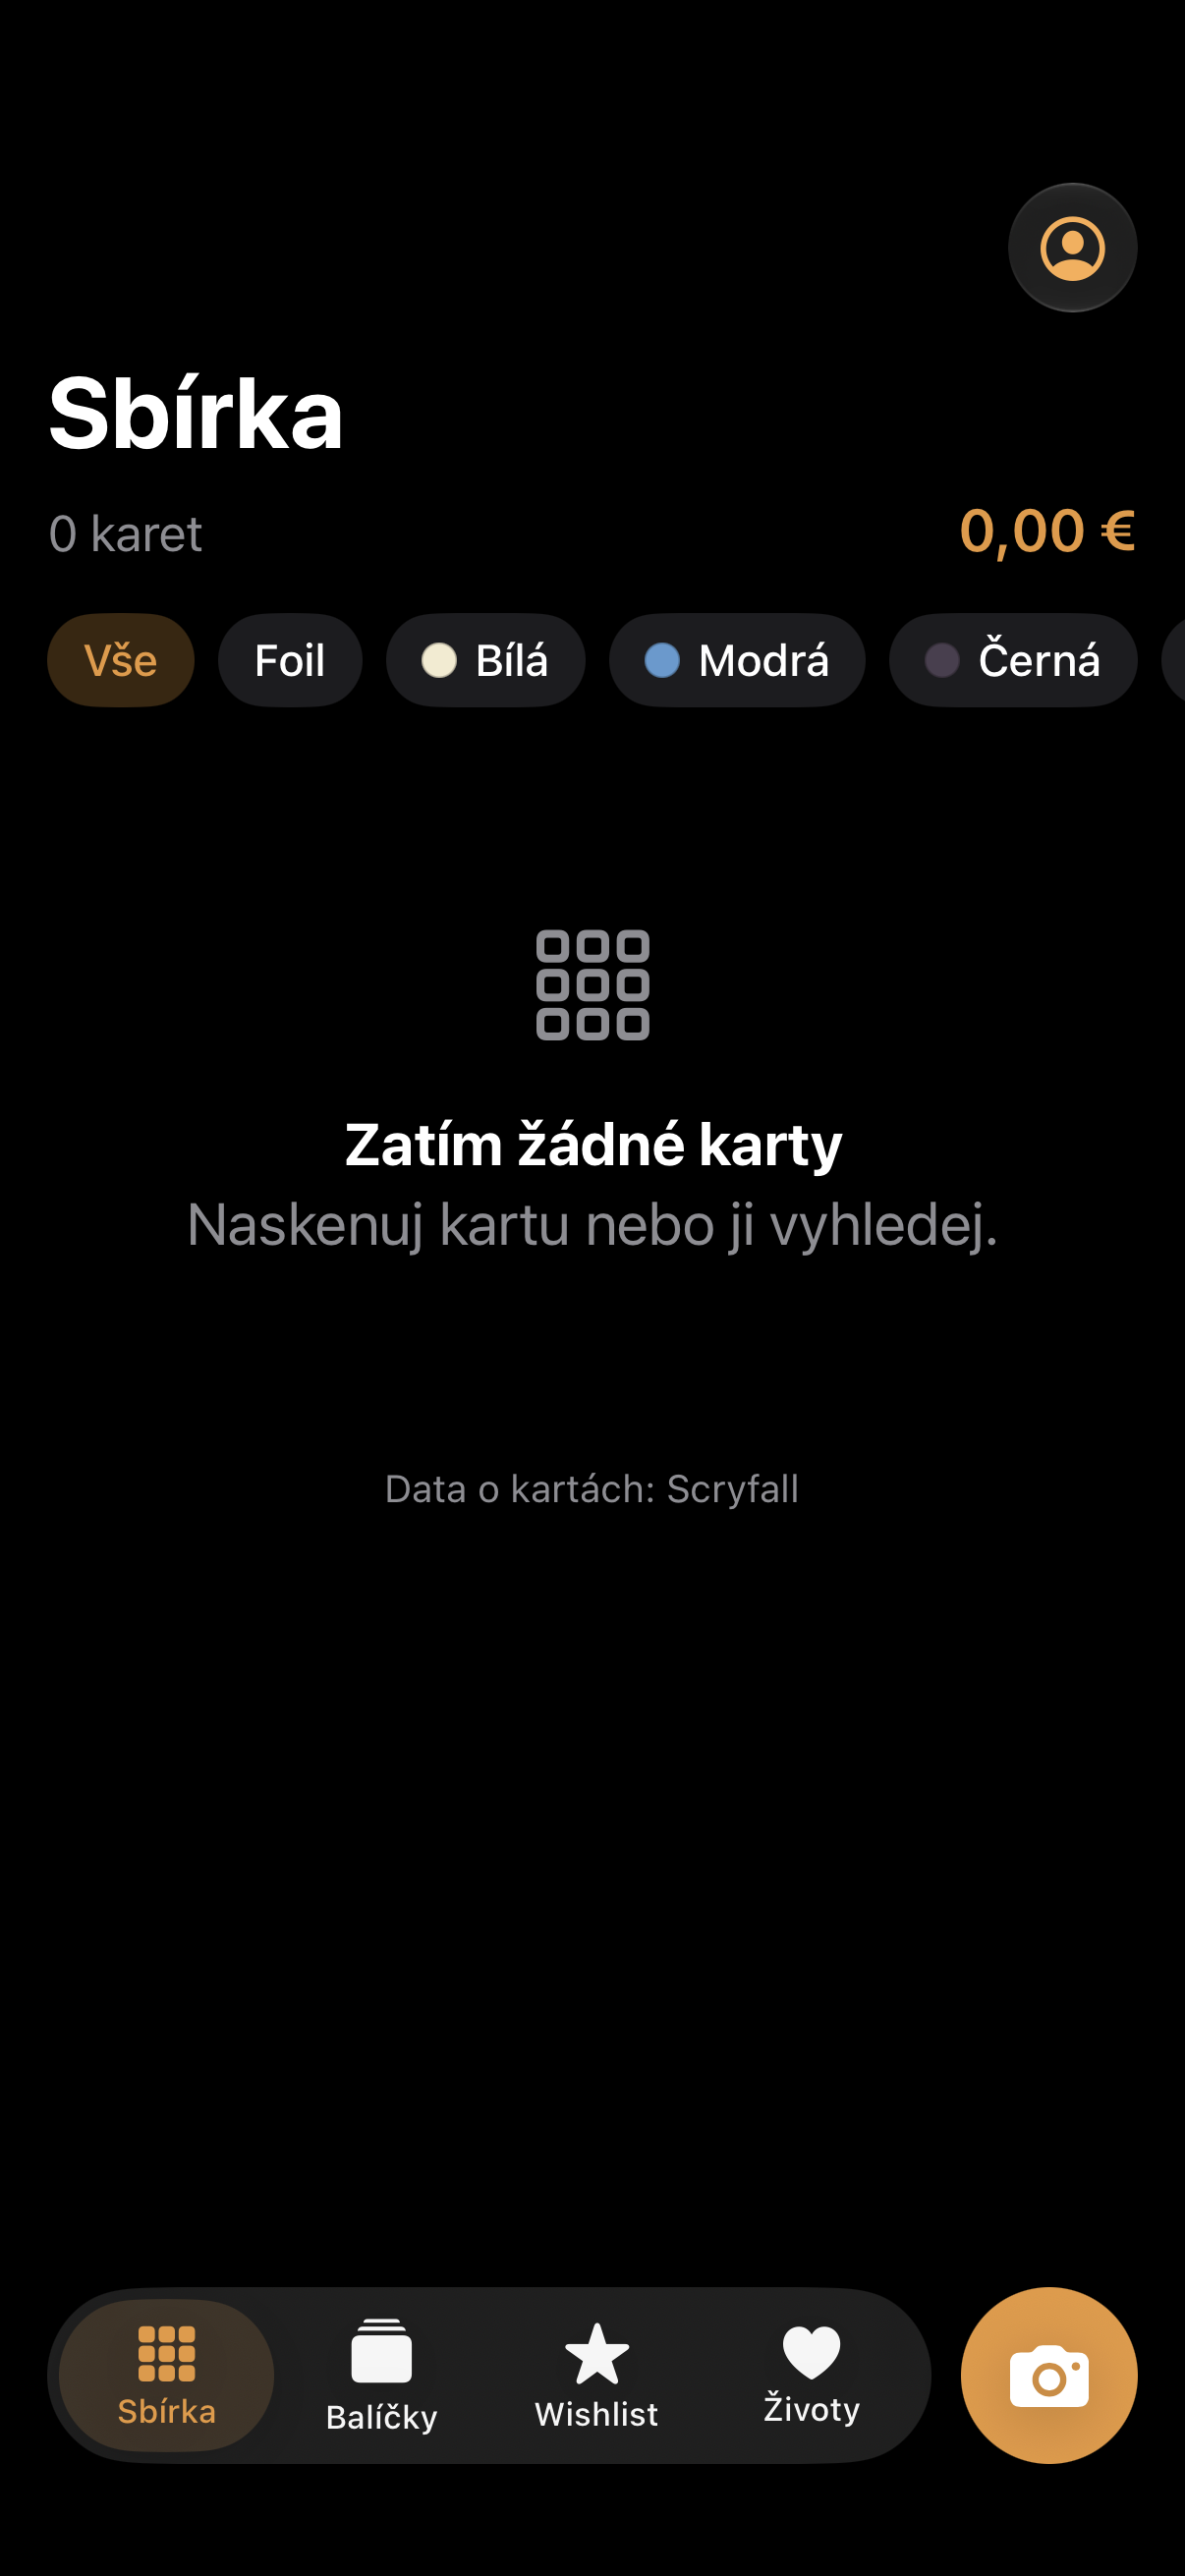 Sbírka
0 karet
0,00 €
Vše
Foil
Bílá
Modrá
Černá
Zatím žádné karty
Naskenuj kartu nebo ji vyhledej.
Data o kartách: Scryfall
Sbírka
Balíčky
Wishlist
Životy